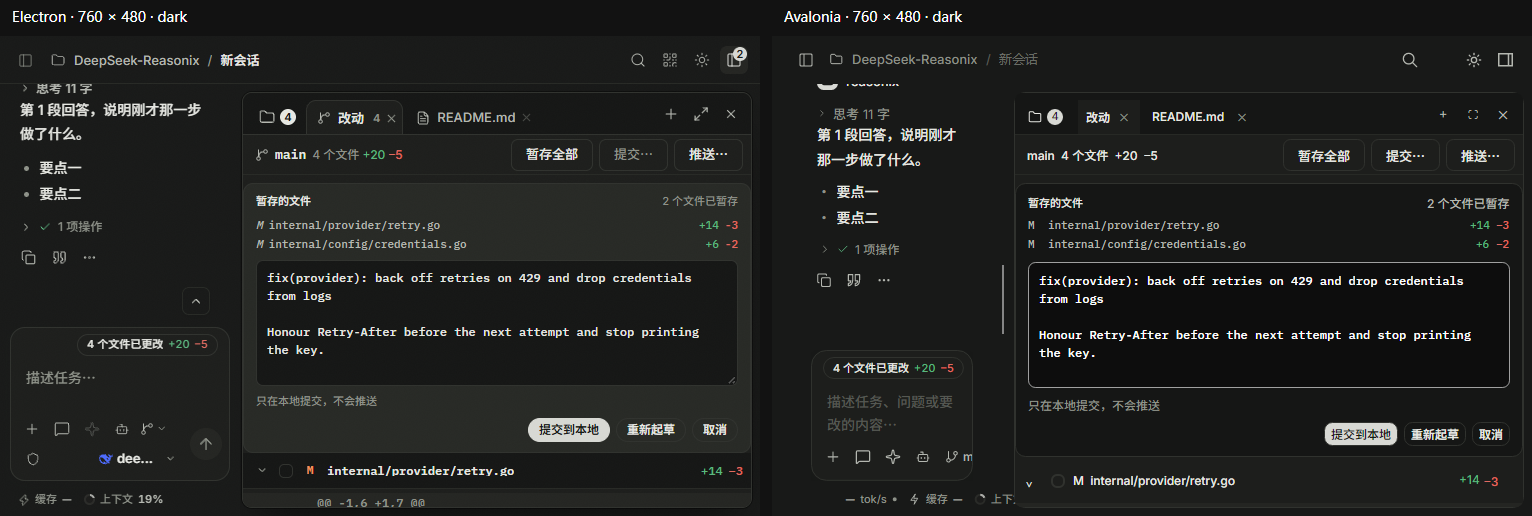 Electron · 760 × 480 · dark
DeepSeek-Reasonix / 新会话
2
思考 11 字
第 1 段回答，说明刚才那一步
做了什么。
要点一
要点二
1 项操作
4 个文件已更改 +20 −5
描述任务…
dee...
缓存 — 上下文 19%
4 改动 4 × README.md ×
main 4 个文件 +20 −5 暂存全部 提交… 推送…
暂存的文件 2 个文件已暂存
M internal/provider/retry.go +14 −3
M internal/config/credentials.go +6 −2
fix(provider): back off retries on 429 and drop credentials
from logs
Honour Retry-After before the next attempt and stop printing
the key.
只在本地提交，不会推送
提交到本地 重新起草 取消
M internal/provider/retry.go +14 −3
@@ -1,6 +1,7 @@
Avalonia · 760 × 480 · dark
DeepSeek-Reasonix / 新会话
reasonix
思考 11 字
第 1 段回答，说明刚才
那一步做了什么。
要点一
要点二
1 项操作
4 个文件已更改 +20 −5
描述任务、问题或要
改的内容…
— tok/s • 缓存 — 上下
4 改动 × README.md ×
main 4 个文件 +20 −5 暂存全部 提交… 推送…
暂存的文件 2 个文件已暂存
M internal/provider/retry.go +14 −3
M internal/config/credentials.go +6 −2
fix(provider): back off retries on 429 and drop credentials
from logs
Honour Retry-After before the next attempt and stop printing
the key.
只在本地提交，不会推送
提交到本地 重新起草 取消
M internal/provider/retry.go +14 −3